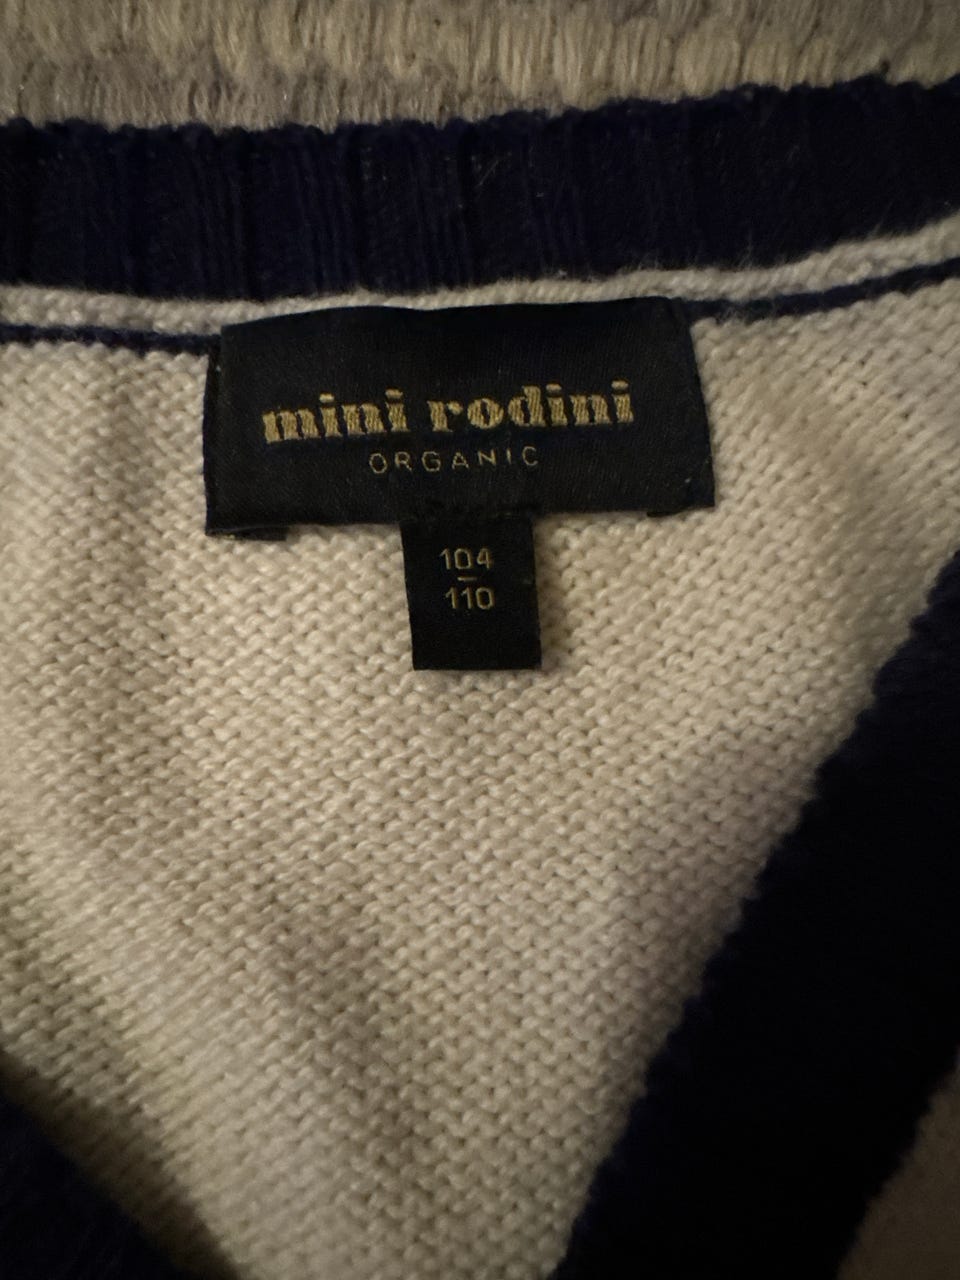 mini rodini
ORGANIC
104
–
110